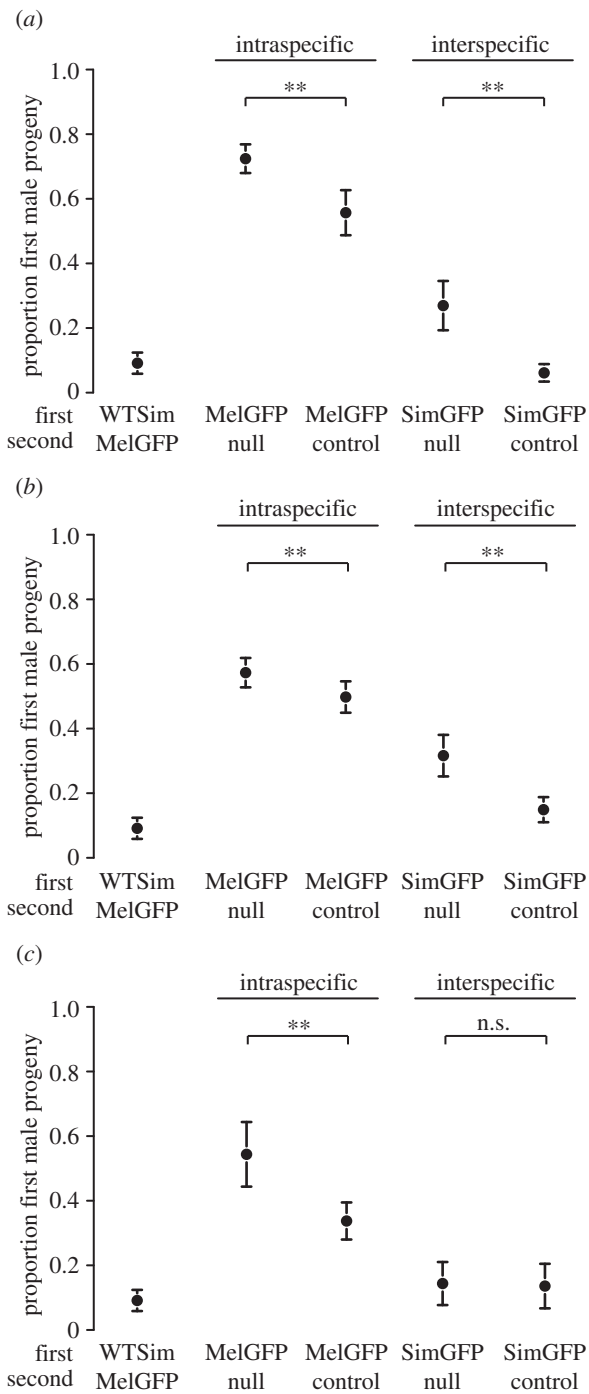 (a)
intraspecific interspecific
** **
1.0
0.8
0.6
0.4
0.2
0
proportion first male progeny
first WTSim MelGFP MelGFP SimGFP SimGFP
second MelGFP null control null control
(b)
intraspecific interspecific
** **
1.0
0.8
0.6
0.4
0.2
0
proportion first male progeny
first WTSim MelGFP MelGFP SimGFP SimGFP
second MelGFP null control null control
(c)
intraspecific interspecific
** n.s.
1.0
0.8
0.6
0.4
0.2
0
proportion first male progeny
first WTSim MelGFP MelGFP SimGFP SimGFP
second MelGFP null control null control